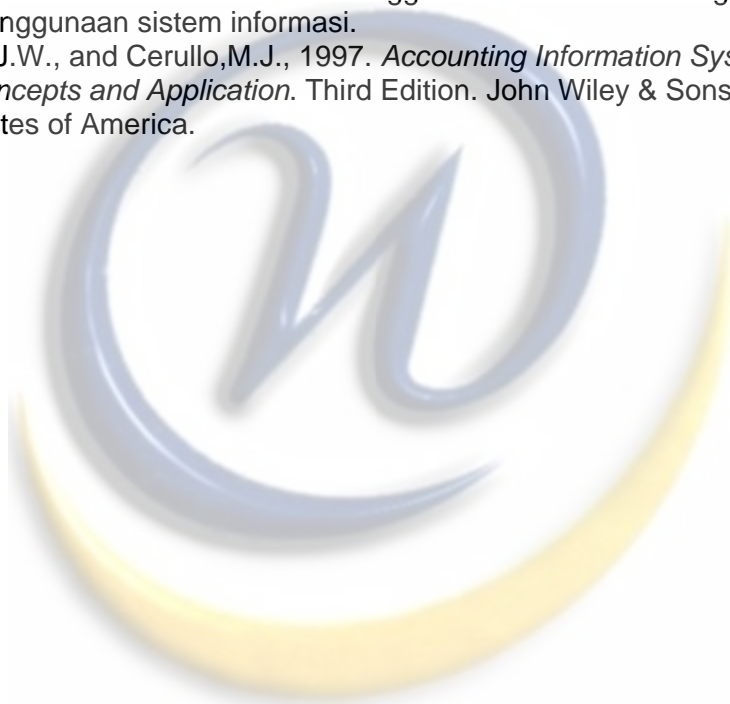 nggunaan sistem informasi.
J.W., and Cerullo,M.J., 1997. Accounting Information Sys
ncepts and Application. Third Edition. John Wiley & Sons
tes of America.